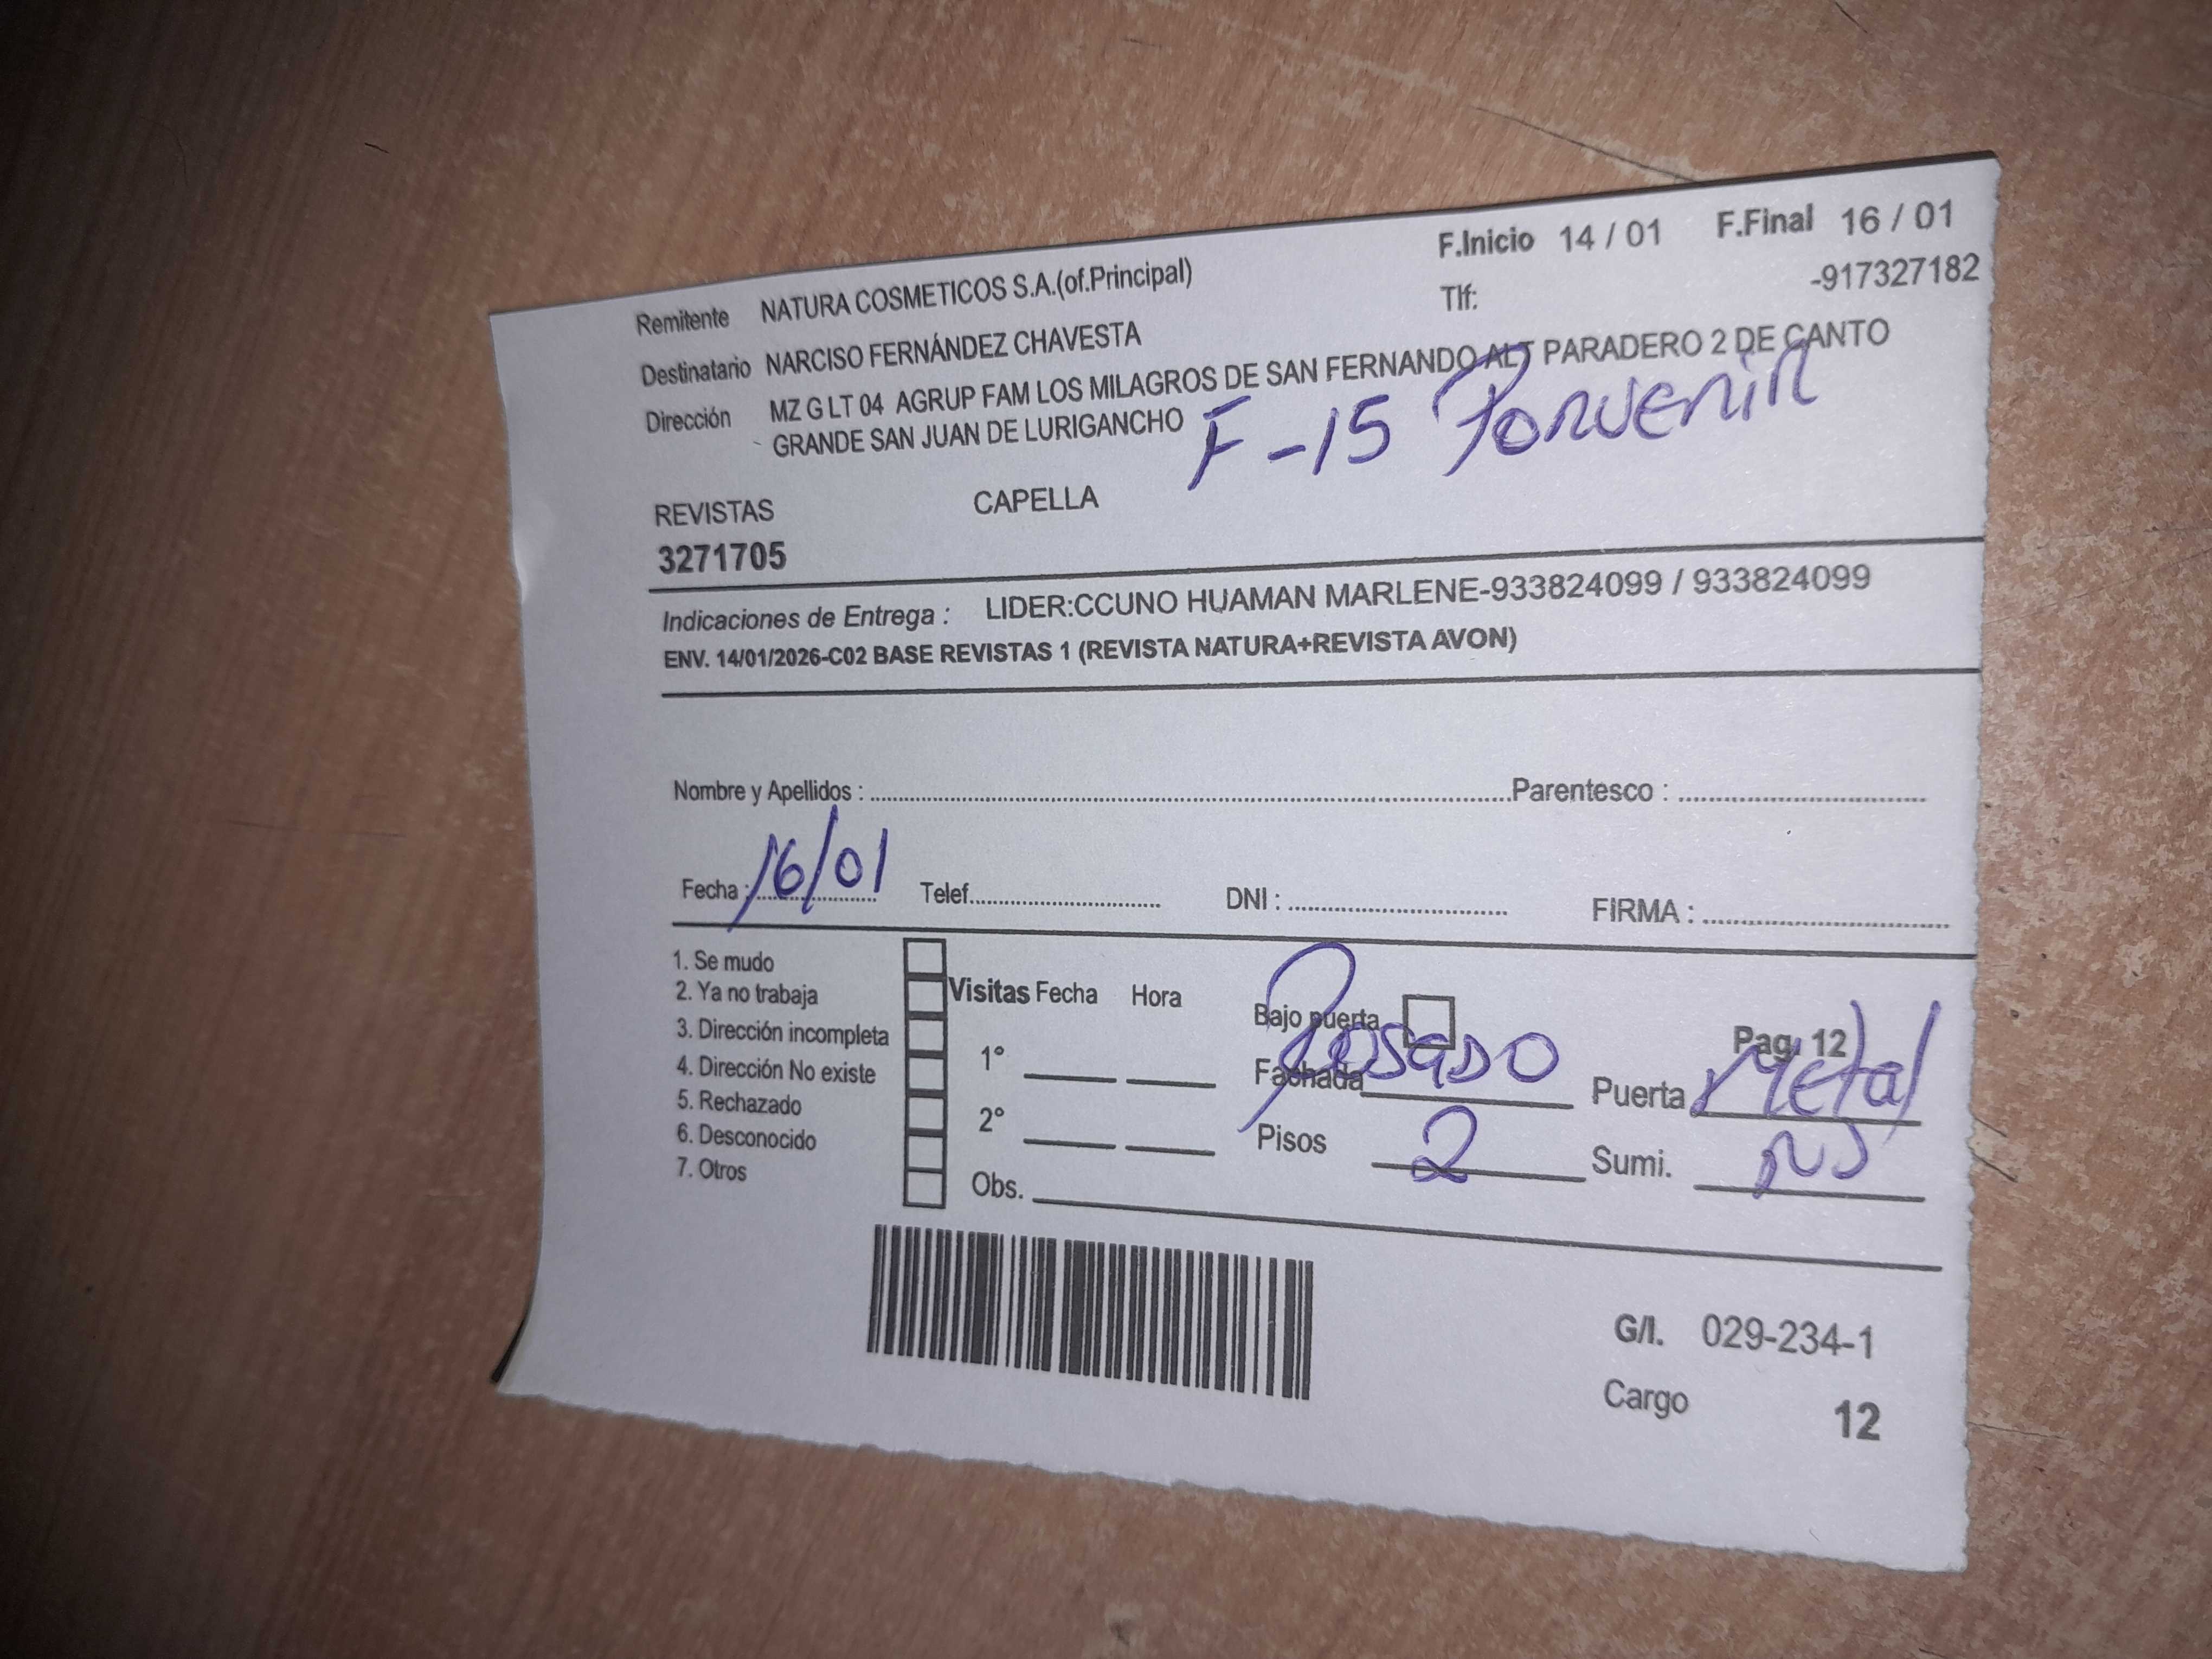 F.Inicio 14 / 01 F.Final 16 / 01
Remitente NATURA COSMETICOS S.A.(of.Principal)
Tlf: -917327182
Destinatario NARCISO FERNÁNDEZ CHAVESTA
Dirección MZ G LT 04 AGRUP FAM LOS MILAGROS DE SAN FERNANDO ALT PARADERO 2 DE CANTO
GRANDE SAN JUAN DE LURIGANCHO
F-15 Porvenir
REVISTAS CAPELLA
3271705
Indicaciones de Entrega : LIDER:CCUNO HUAMAN MARLENE-933824099 / 933824099
ENV. 14/01/2026-C02 BASE REVISTAS 1 (REVISTA NATURA+REVISTA AVON)
Nombre y Apellidos : Parentesco :
Fecha : 16/01 Telef. DNI : FIRMA :
1. Se mudo
2. Ya no trabaja
3. Dirección incompleta
4. Dirección No existe
5. Rechazado
6. Desconocido
7. Otros
Visitas Fecha Hora
1°
2°
Obs.
Bajo puerta
Pag. 12
Fachada Rosado Puerta Metal
Pisos 2 Sumi.
G/I. 029-234-1
Cargo 12